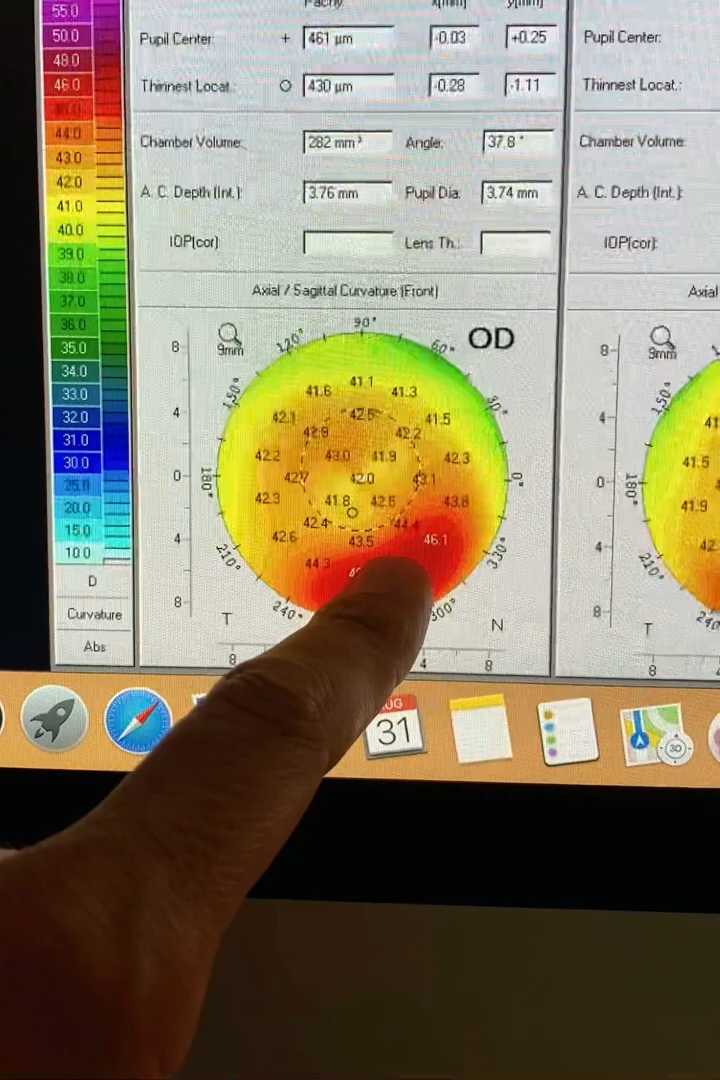 55.0
50.0
48.0
46.0
44.0
43.0
42.0
41.0
40.0
39.0
38.0
37.0
36.0
35.0
34.0
33.0
32.0
31.0
30.0
25.0
20.0
15.0
10.0
D
Curvature
Abs
Pachy: x[mm] y[mm]
Pupil Center: + 461 µm -0.03 +0.25
Thinnest Locat.: O 430 µm -0.28 -1.11
Chamber Volume: 282 mm³ Angle: 37.8 °
A. C. Depth (Int.): 3.76 mm Pupil Dia: 3.74 mm
IOP(cor) Lens Th.:
Axial / Sagittal Curvature (Front)
OD
9mm
90°
120° 60°
150° 30°
180° 0°
210° 330°
240° 300°
8
4
0
4
8
41.1
41.6 41.3
42.1 42.5 41.5
42.9 42.2
42.2 43.0 41.9 42.3
42.7 42.0 43.1
42.3 41.8 42.6 43.8
42.4 44.4
42.6 43.5 46.1
44.3
T N
8 4 8
Pupil Center:
Thinnest Locat.:
Chamber Volume:
A. C. Depth (Int.):
IOP(cor):
Axial
9mm
150°
180°
210°
240
8
4
0
4
8
41
41.5
41.9
42
T
8
AUG
31
3D